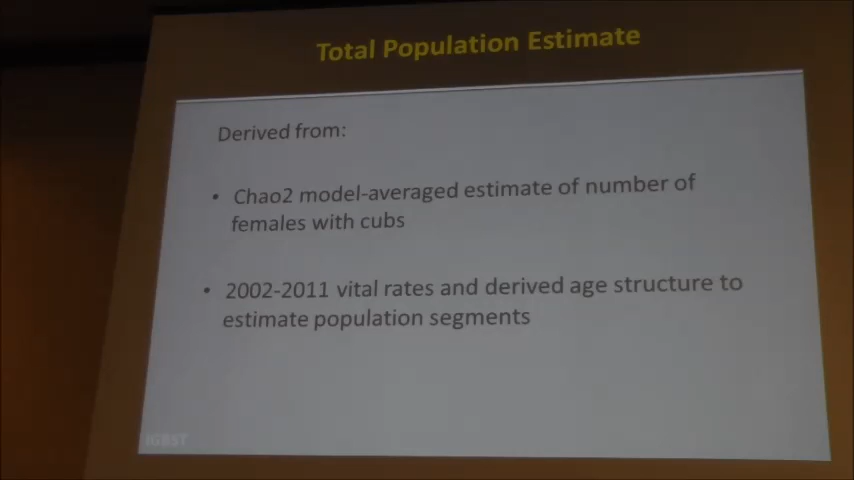 Total Population Estimate
Derived from:
• Chao2 model-averaged estimate of number of
females with cubs
• 2002-2011 vital rates and derived age structure to
estimate population segments
IGBST